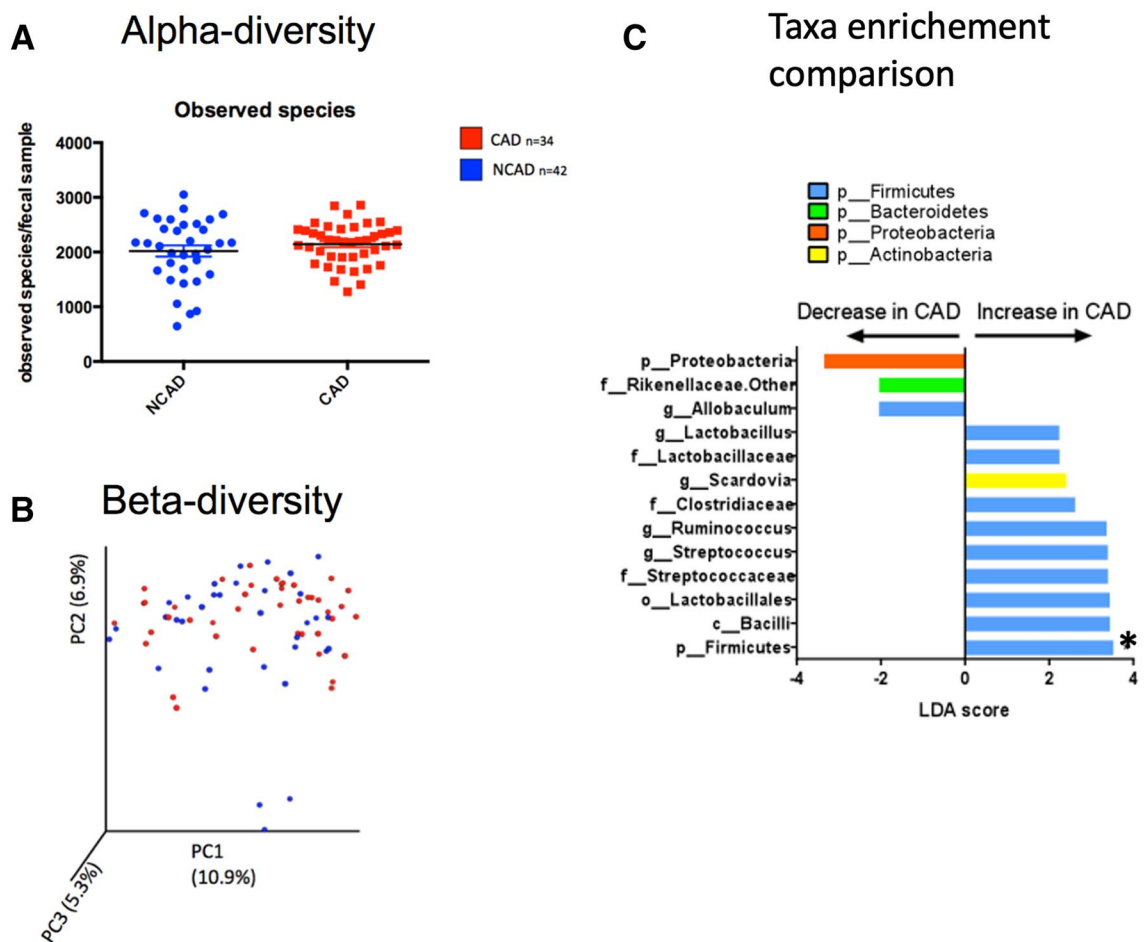 A
Alpha-diversity
Observed species
observed species/fecal sample
4000
3000
2000
1000
0
NCAD
CAD
CAD n=34
NCAD n=42
B
Beta-diversity
PC2 (6.9%)
PC1
(10.9%)
PC3 (5.3%)
C
Taxa enrichement
comparison
p__Firmicutes
p__Bacteroidetes
p__Proteobacteria
p__Actinobacteria
Decrease in CAD
Increase in CAD
p__Proteobacteria
f__Rikenellaceae.Other
g__Allobaculum
g__Lactobacillus
f__Lactobacillaceae
g__Scardovia
f__Clostridiaceae
g__Ruminococcus
g__Streptococcus
f__Streptococcaceae
o__Lactobacillales
c__Bacilli
p__Firmicutes
*
-4
-2
0
2
4
LDA score